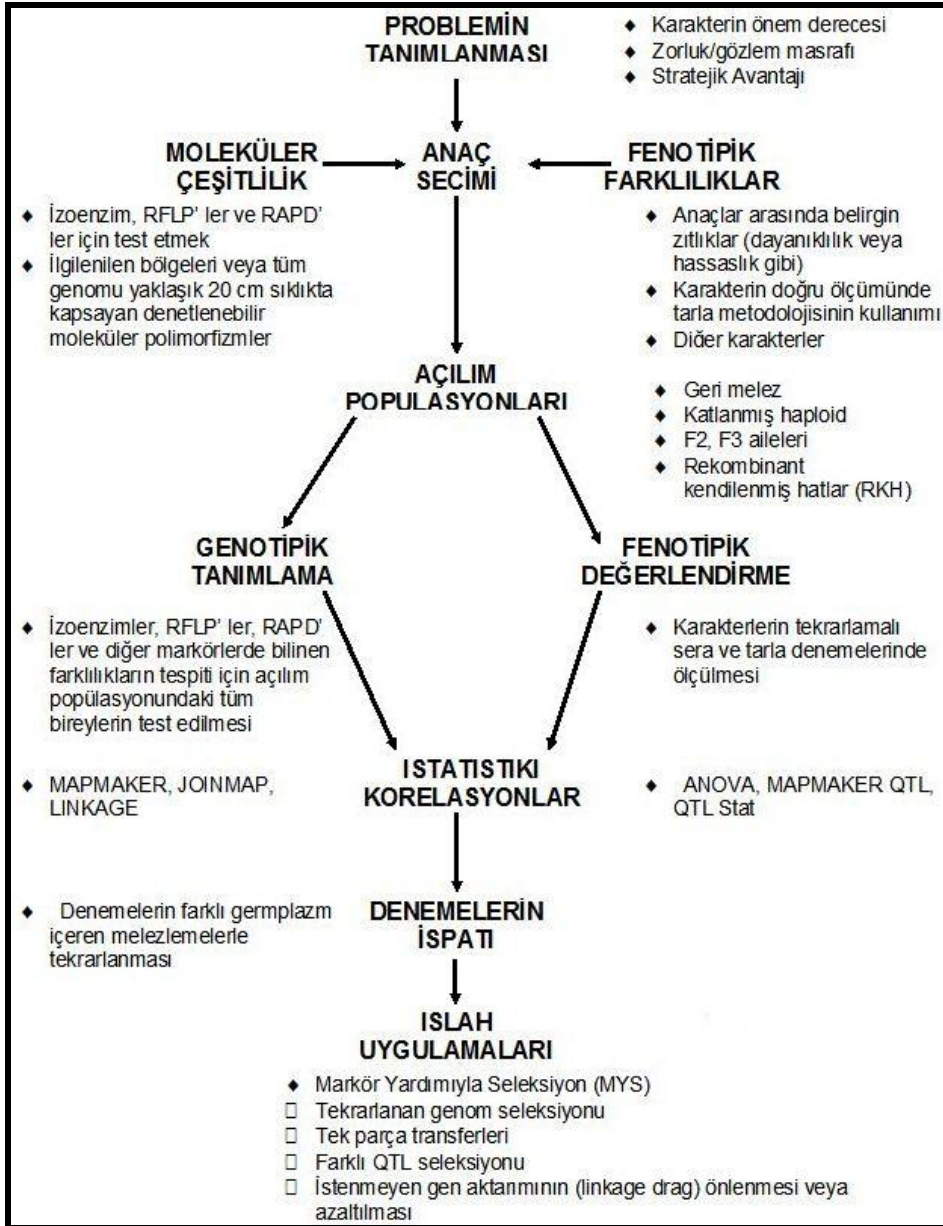 PROBLEMİN
TANIMLANMASI
♦ Karakterin önem derecesi
♦ Zorluk/gözlem masrafı
♦ Stratejik Avantajı
MOLEKÜLER
ÇEŞİTLİLİK
ANAÇ
SECİMİ
FENOTİPİK
FARKLILIKLAR
♦ İzoenzim, RFLP' ler ve RAPD'
ler için test etmek
♦ İlgilenilen bölgeleri veya tüm
genomu yaklaşık 20 cm sıklıkta
kapsayan denetlenebilir
moleküler polimorfizmler
♦ Anaçlar arasında belirgin
zıtlıklar (dayanıklılık veya
hassaslık gibi)
♦ Karakterin doğru ölçümünde
tarla metodolojisinin kullanımı
♦ Diğer karakterler
AÇILIM
POPULASYONLARI
♦ Geri melez
♦ Katlanmış haploid
♦ F2, F3 aileleri
♦ Rekombinant
kendilenmiş hatlar (RKH)
GENOTİPİK
TANIMLAMA
FENOTİPİK
DEĞERLENDİRME
♦ İzoenzimler, RFLP' ler, RAPD'
ler ve diğer markörlerde bilinen
farklılıkların tespiti için açılım
popülasyonundaki tüm
bireylerin test edilmesi
♦ Karakterlerin tekrarlamalı
sera ve tarla denemelerinde
ölçülmesi
♦ MAPMAKER, JOINMAP,
LINKAGE
ISTATISTIKI
KORELASYONLAR
♦ ANOVA, MAPMAKER QTL,
QTL Stat
♦ Denemelerin farklı germplazm
içeren melezlemelerle
tekrarlanması
DENEMELERİN
İSPATI
ISLAH
UYGULAMALARI
♦ Markör Yardımıyla Seleksiyon (MYS)
□ Tekrarlanan genom seleksiyonu
□ Tek parça transferleri
□ Farklı QTL seleksiyonu
□ İstenmeyen gen aktarımının (linkage drag) önlenmesi veya
azaltılması